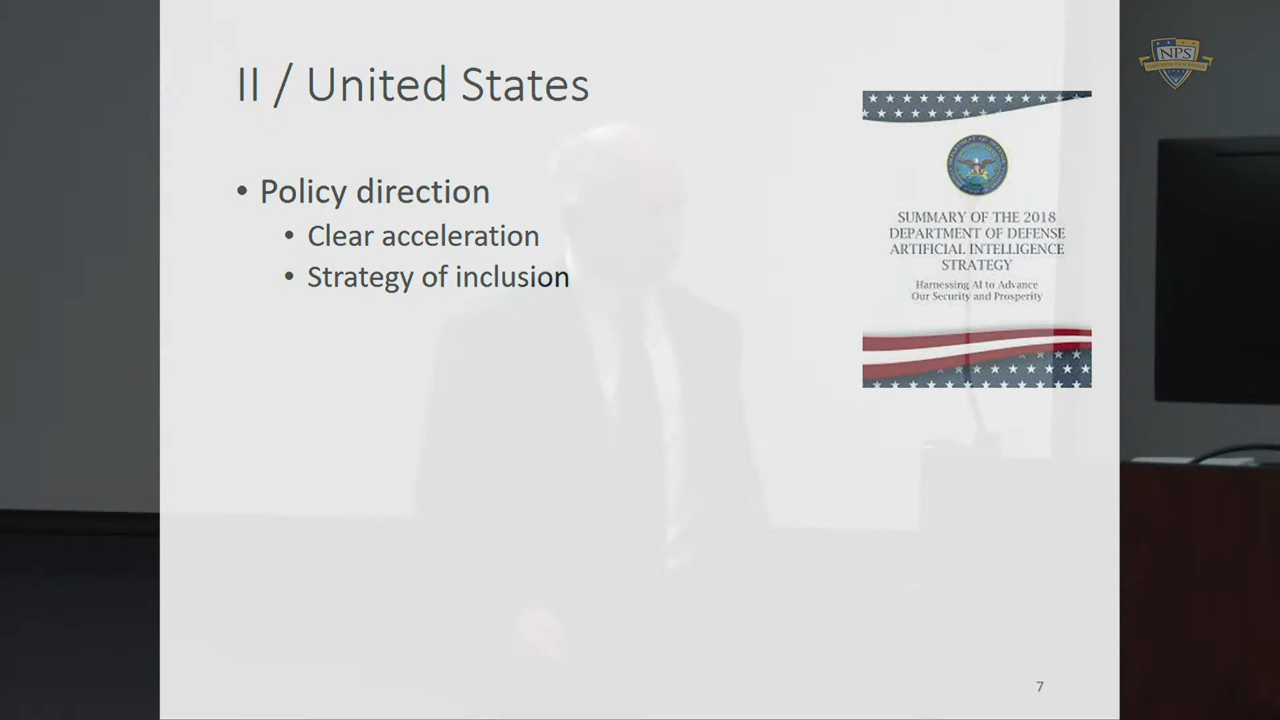 II / United States
NPS
• Policy direction
• Clear acceleration
• Strategy of inclusion
SUMMARY OF THE 2018
DEPARTMENT OF DEFENSE
ARTIFICIAL INTELLIGENCE
STRATEGY
Harnessing AI to Advance
Our Security and Prosperity
7